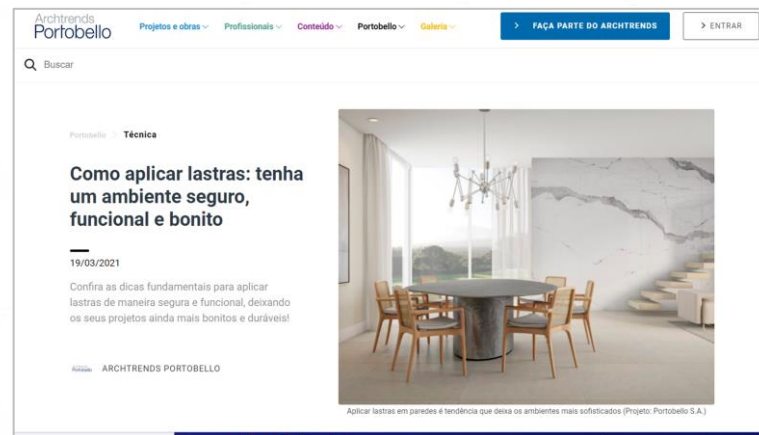 Archtrends
Portobello
Projetos e obras
Profissionais
Conteúdo
Portobello
Galeria
> FAÇA PARTE DO ARCHTRENDS
> ENTRAR
Buscar
Portobello > Técnica
Como aplicar lastras: tenha
um ambiente seguro,
funcional e bonito
19/03/2021
Confira as dicas fundamentais para aplicar
lastras de maneira segura e funcional, deixando
os seus projetos ainda mais bonitos e duráveis!
ARCHTRENDS PORTOBELLO
Aplicar lastras em paredes é tendência que deixa os ambientes mais sofisticados (Projeto: Portobello S.A.)